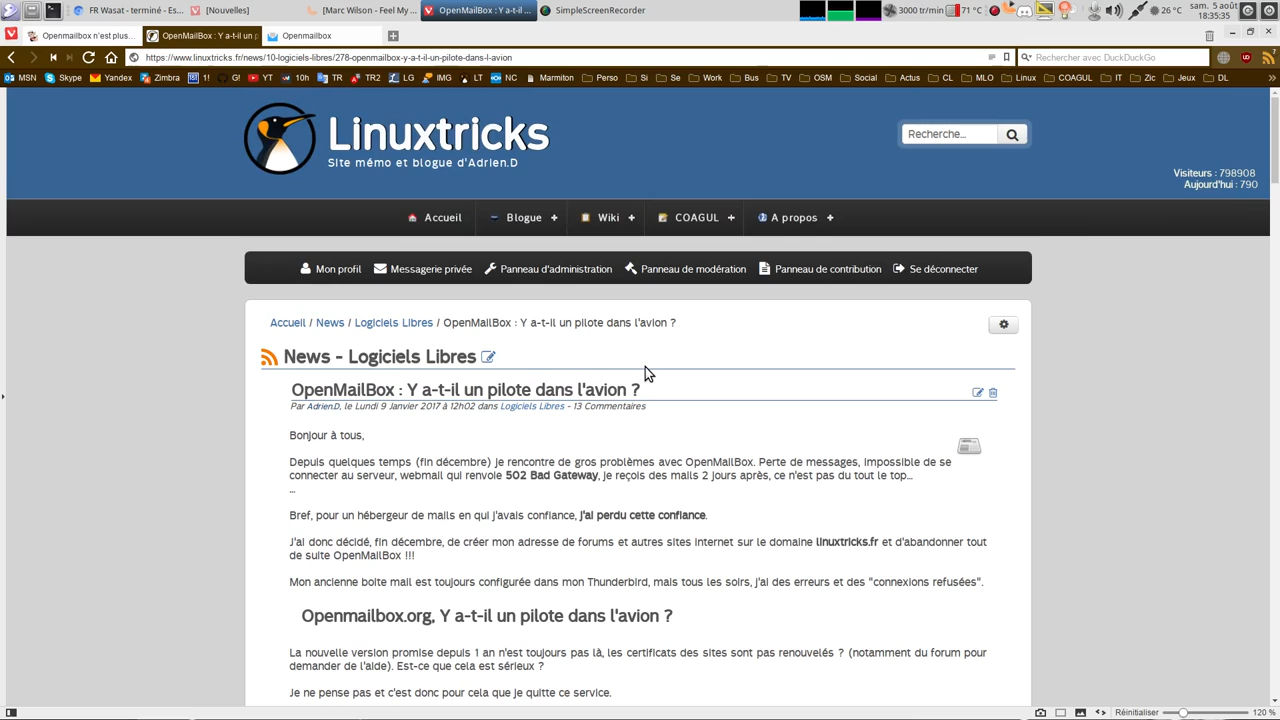 FR Wasat - terminé - Es...
[Nouvelles]
[Marc Wilson - Feel My ...
OpenMailBox : Y a-t-il ...
SimpleScreenRecorder
3000 tr/min
71 °C
26 °C
sam. 5 août
18:35:35
Openmailbox n'est plus...
OpenMailBox : Y a-t-il un p
Openmailbox
https://www.linuxtricks.fr/news/10-logiciels-libres/278-openmailbox-y-a-t-il-un-pilote-dans-l-avion
Rechercher avec DuckDuckGo
MSN Skype Yandex Zimbra 1! G! YT 10h TR TR2 LG IMG LT NC Marmiton Perso Si Se Work Bus TV OSM Social Actus CL MLO Linux COAGUL IT Zic Jeux DL
Linuxtricks
Site mémo et blogue d'Adrien.D
Recherche...
Visiteurs : 798908
Aujourd'hui : 790
Accueil Blogue + Wiki + COAGUL + A propos +
Mon profil Messagerie privée Panneau d'administration Panneau de modération Panneau de contribution Se déconnecter
Accueil / News / Logiciels Libres / OpenMailBox : Y a-t-il un pilote dans l'avion ?
News - Logiciels Libres
OpenMailBox : Y a-t-il un pilote dans l'avion ?
Par Adrien.D, le Lundi 9 Janvier 2017 à 12h02 dans Logiciels Libres - 13 Commentaires
Bonjour à tous,
Depuis quelques temps (fin décembre) je rencontre de gros problèmes avec OpenMailBox. Perte de messages, impossible de se
connecter au serveur, webmail qui renvoie 502 Bad Gateway, je reçois des mails 2 jours après, ce n'est pas du tout le top...
...
Bref, pour un hébergeur de mails en qui j'avais confiance, j'ai perdu cette confiance.
J'ai donc décidé, fin décembre, de créer mon adresse de forums et autres sites internet sur le domaine linuxtricks.fr et d'abandonner tout
de suite OpenMailBox !!!
Mon ancienne boite mail est toujours configurée dans mon Thunderbird, mais tous les soirs, j'ai des erreurs et des "connexions refusées".
Openmailbox.org, Y a-t-il un pilote dans l'avion ?
La nouvelle version promise depuis 1 an n'est toujours pas là, les certificats des sites sont pas renouvelés ? (notamment du forum pour
demander de l'aide). Est-ce que cela est sérieux ?
Je ne pense pas et c'est donc pour cela que je quitte ce service.
Réinitialiser
120 %